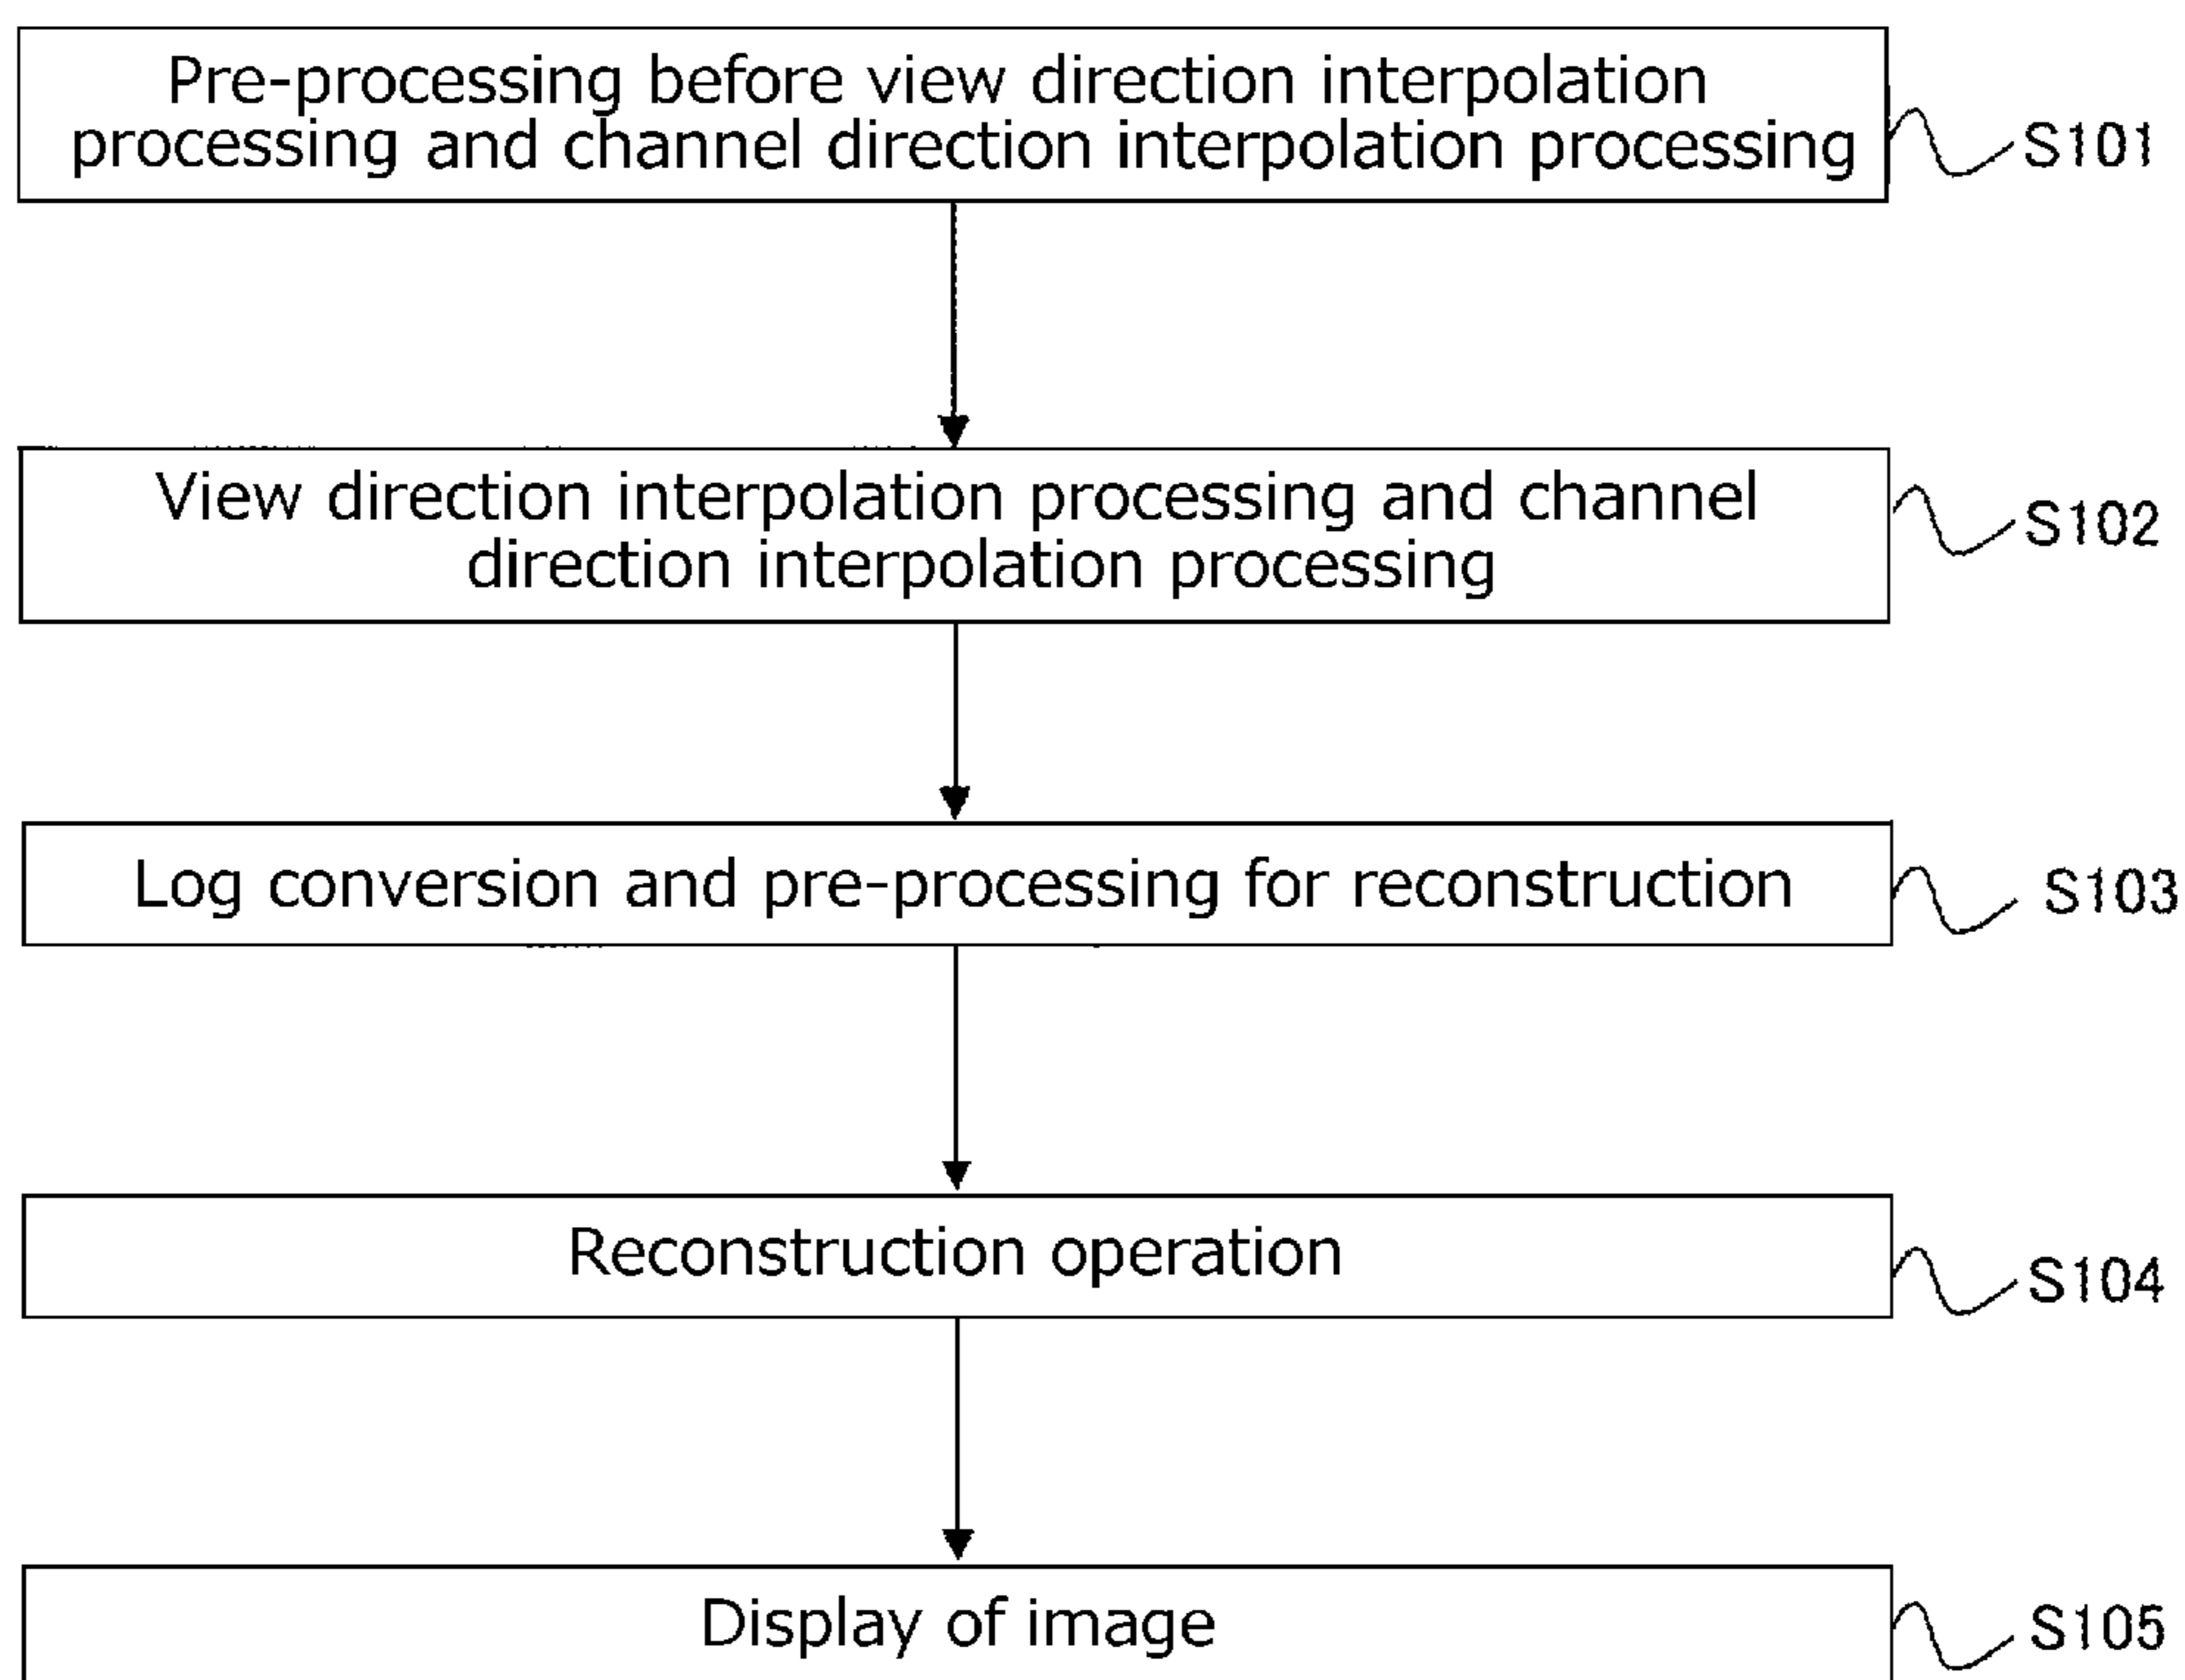 Pre-processing before view direction interpolation
processing and channel direction interpolation processing
S101
View direction interpolation processing and channel
direction interpolation processing
S102
Log conversion and pre-processing for reconstruction
S103
Reconstruction operation
S104
Display of image
S105